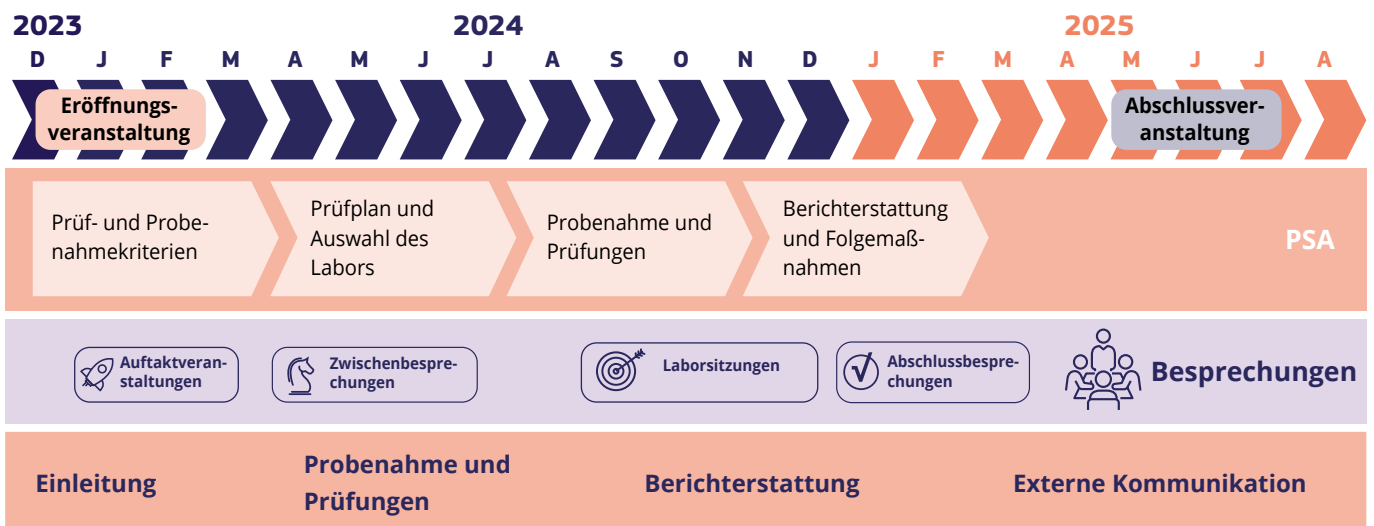 2023 2024 2025
D J F M A M J J A S O N D J F M A M J J A
Eröffnungs-
veranstaltung
Abschlussver-
anstaltung
Prüf- und Probe-
nahmekriterien
Prüfplan und
Auswahl des
Labors
Probenahme und
Prüfungen
Berichterstattung
und Folgemaß-
nahmen
PSA
Auftaktveran-
staltungen
Zwischenbespre-
chungen
Laborsitzungen
Abschlussbespre-
chungen
Besprechungen
Einleitung
Probenahme und
Prüfungen
Berichterstattung
Externe Kommunikation